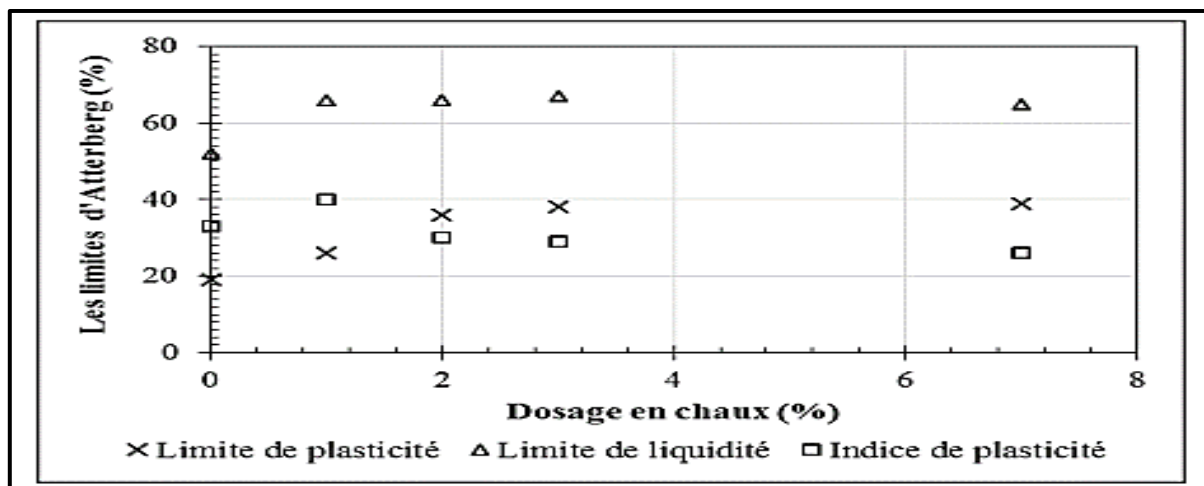 Les limites d'Atterberg (%)
80
60
40
20
0
0 2 4 6 8
Dosage en chaux (%)
Limite de plasticité Limite de liquidité Indice de plasticité